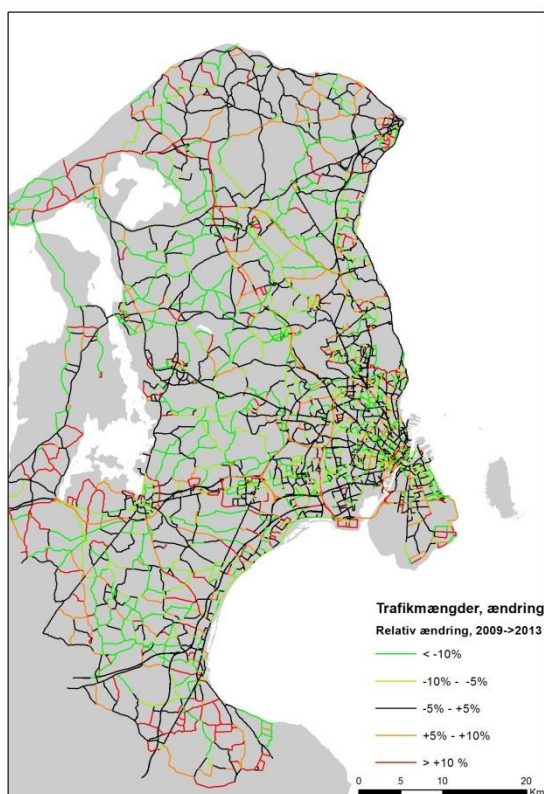 Trafikmængder, ændring
Relativ ændring, 2009->2013
< -10%
-10% - -5%
-5% - +5%
+5% - +10%
> +10 %
0 5 10 20
Km